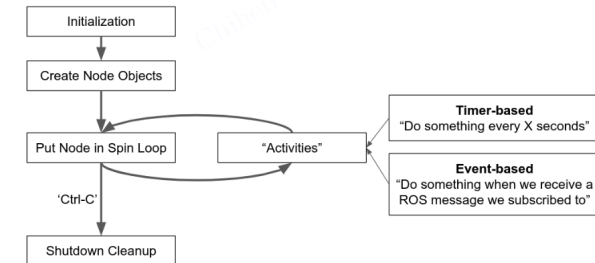 Initialization
Create Node Objects
Put Node in Spin Loop
"Activities"
Timer-based
"Do something every X seconds"
Event-based
"Do something when we receive a
ROS message we subscribed to"
'Ctrl-C'
Shutdown Cleanup